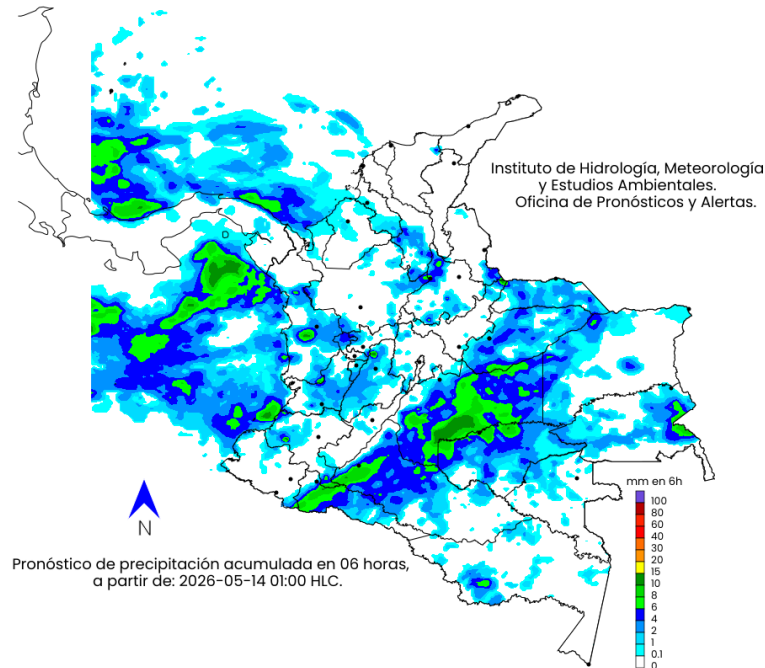 Instituto de Hidrología, Meteorología
y Estudios Ambientales.
Oficina de Pronósticos y Alertas.
mm en 6h
100
80
60
40
30
20
15
10
8
6
4
2
1
0.1
0
N
Pronóstico de precipitación acumulada en 06 horas,
a partir de: 2026-05-14 01:00 HLC.